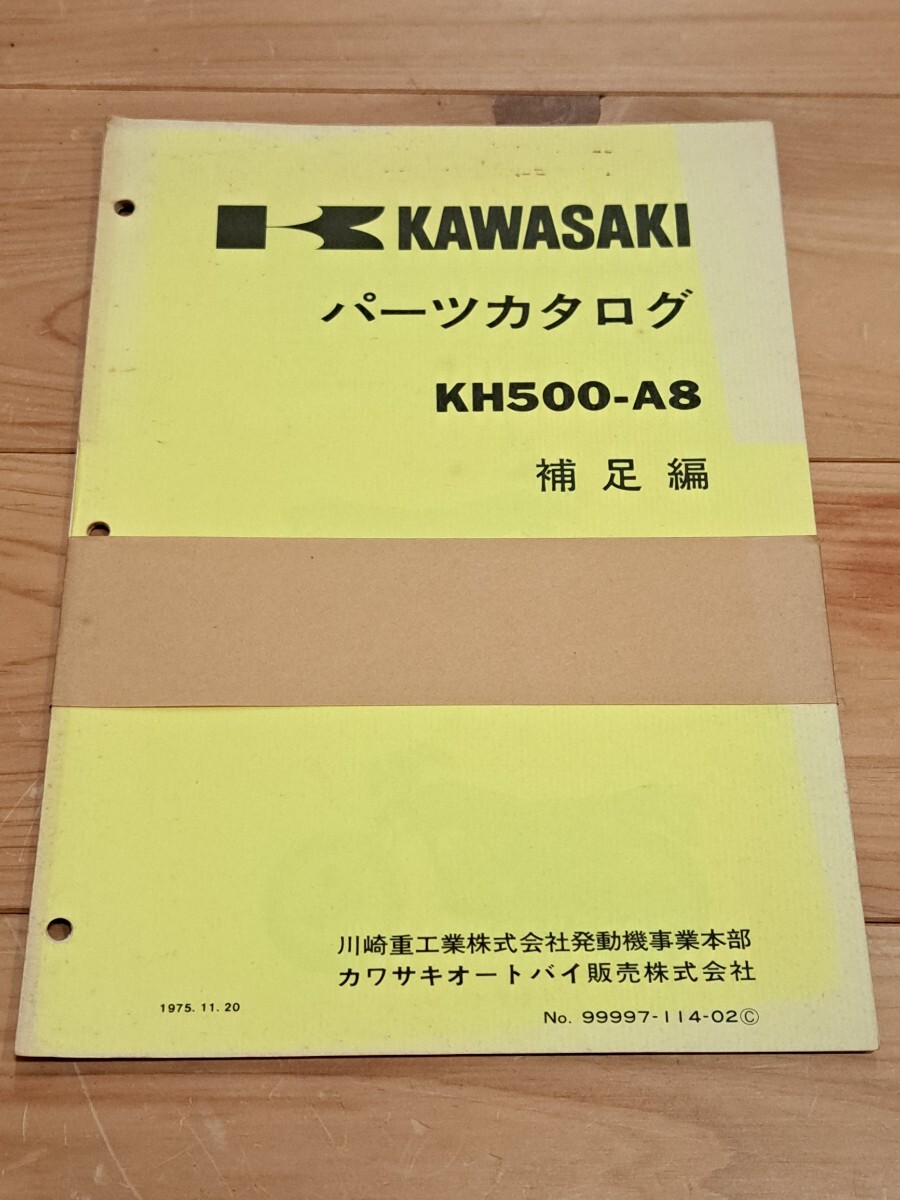 KAWASAKI
パーツカタログ
KH500-A8
補足編
川崎重工業株式会社発動機事業本部
カワサキオートバイ販売株式会社
1975.11.20
No. 99997-114-02Ⓒ